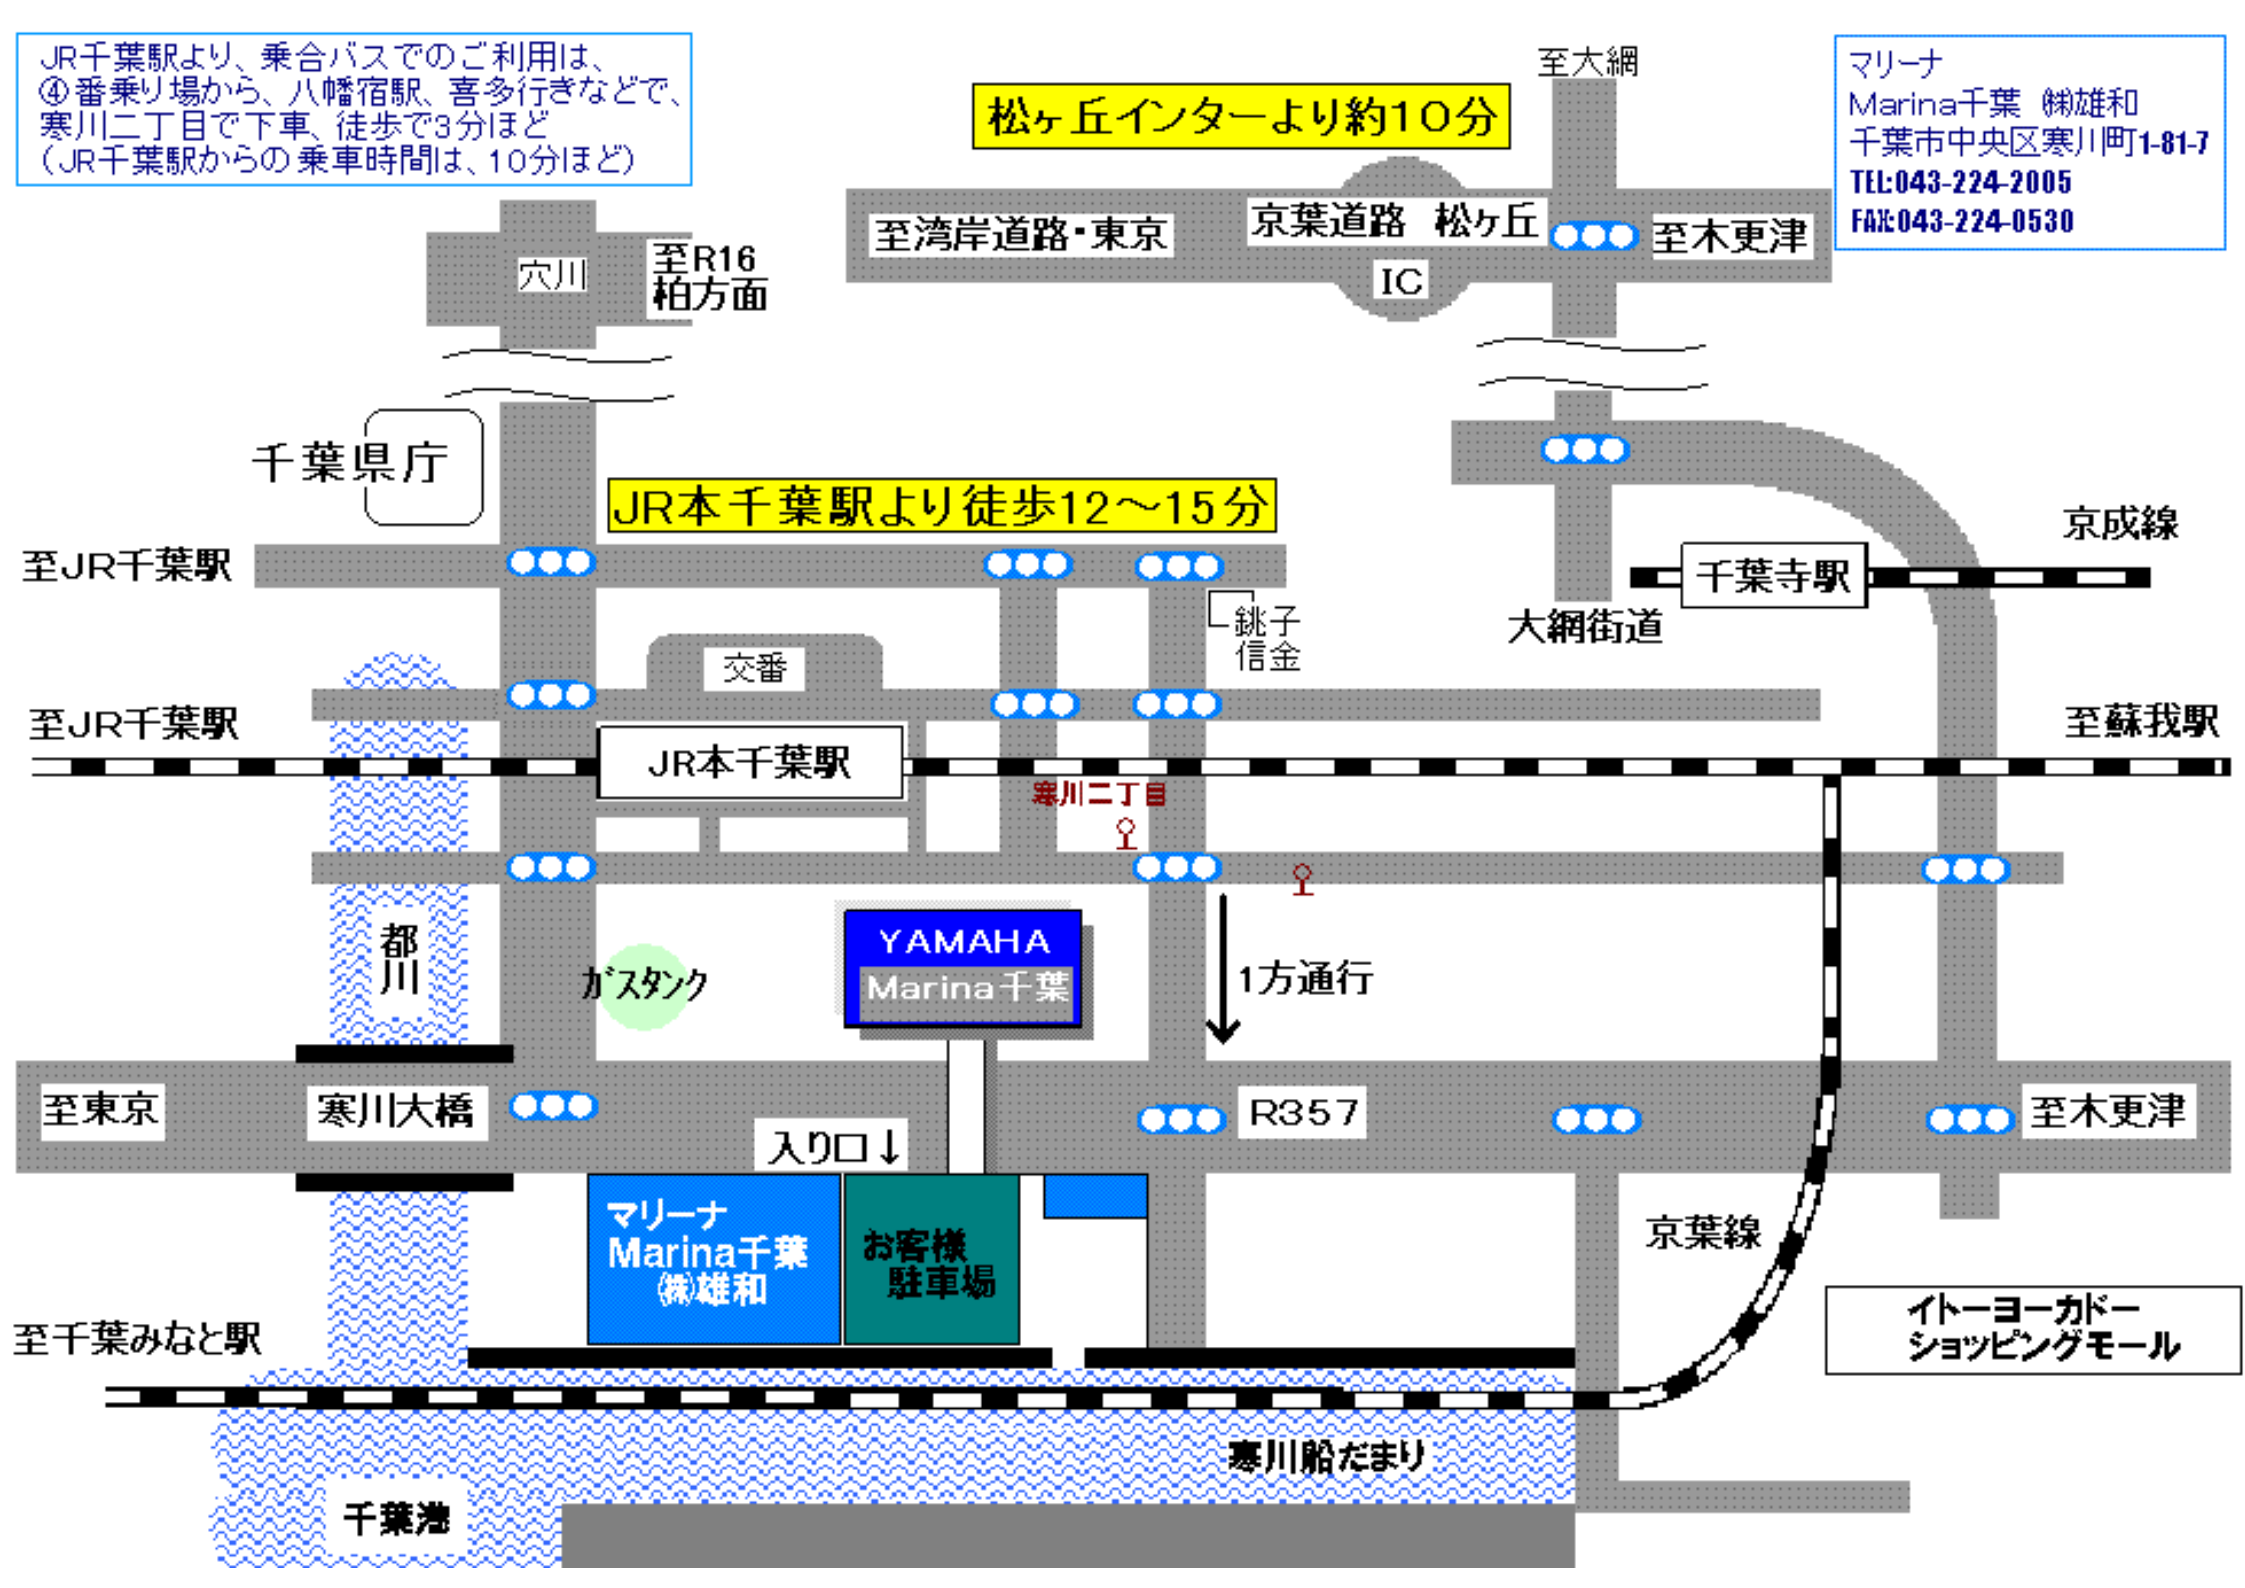 JR千葉駅より、乗合バスでのご利用は、
④番乗り場から、八幡宿駅、喜多行きなどで、
寒川二丁目で下車、徒歩で3分ほど
（JR千葉駅からの乗車時間は、10分ほど）
松ヶ丘インターより約10分
至大網
マリーナ
Marina千葉　㈱雄和
千葉市中央区寒川町1-81-7
TEL:043-224-2005
FAX:043-224-0530
至湾岸道路・東京
京葉道路　松ヶ丘
IC
至木更津
穴川
至R16
柏方面
千葉県庁
JR本千葉駅より徒歩12～15分
至JR千葉駅
京成線
千葉寺駅
大網街道
銚子
信金
交番
至JR千葉駅
JR本千葉駅
至蘇我駅
寒川二丁目
都川
ガスタンク
YAMAHA
Marina千葉
1方通行
至東京
寒川大橋
R357
至木更津
入り口↓
マリーナ
Marina千葉
㈱雄和
お客様
駐車場
京葉線
イトーヨーカドー
ショッピングモール
至千葉みなと駅
寒川船だまり
千葉港